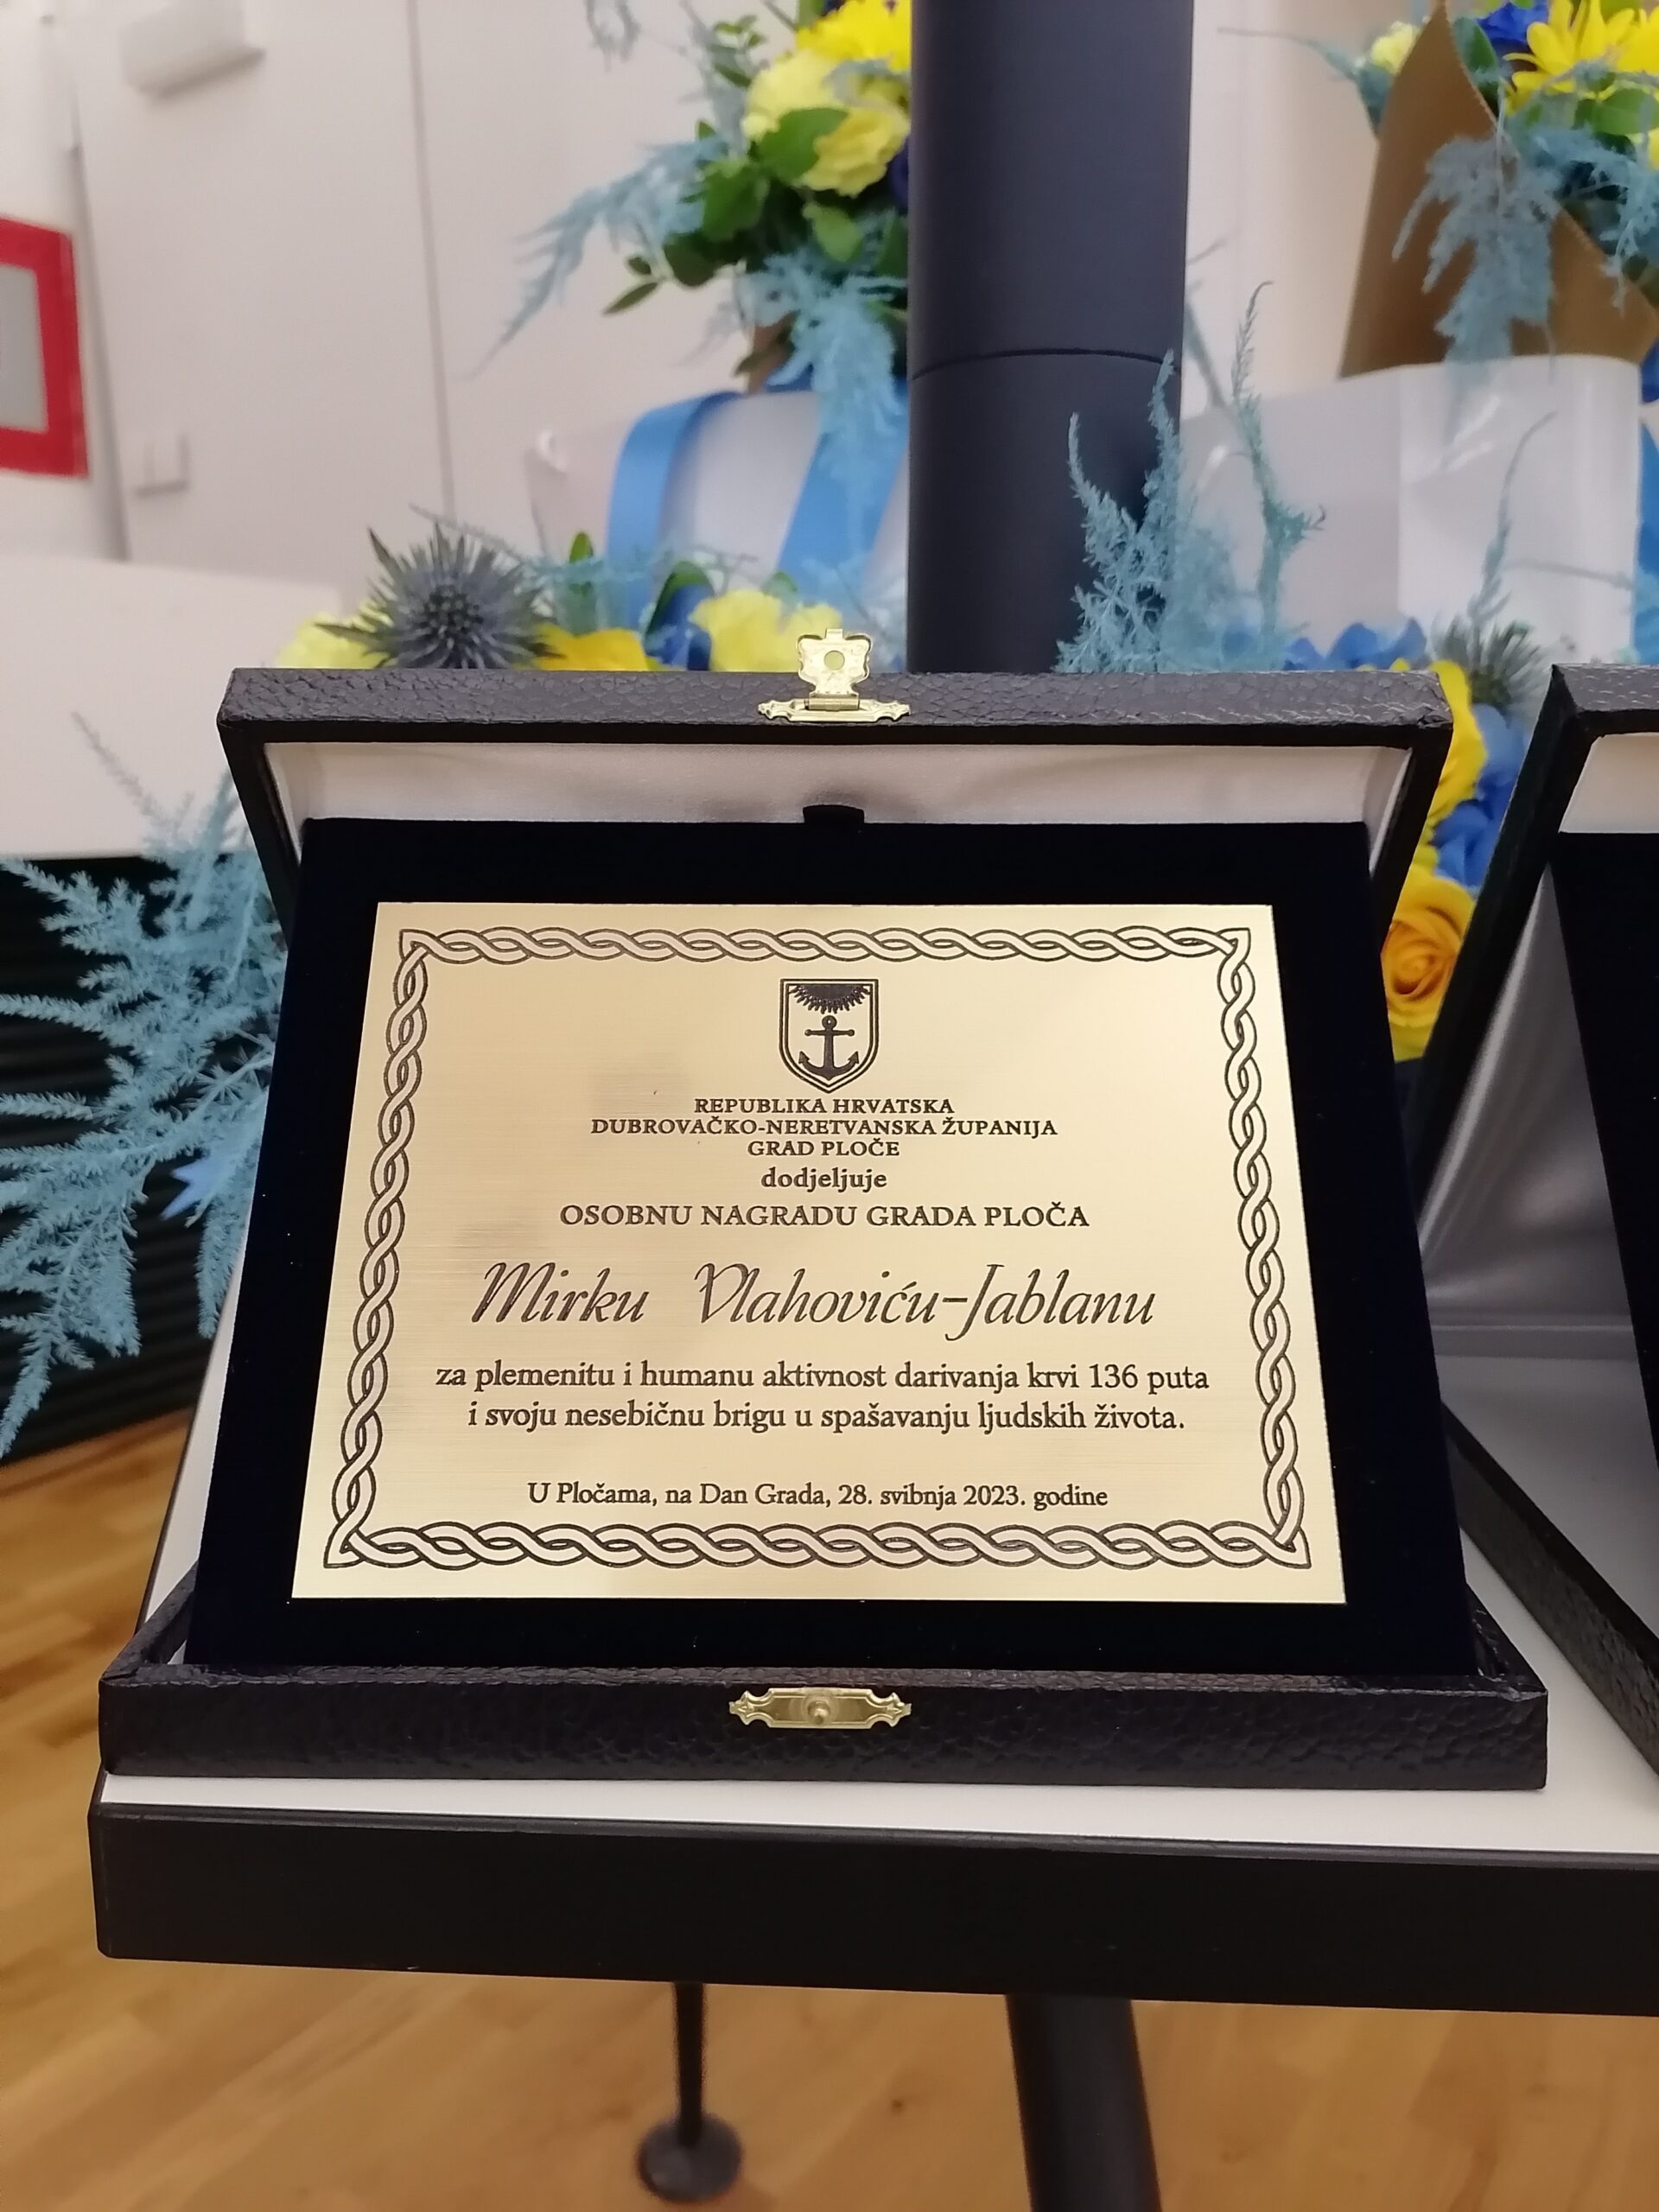 REPUBLIKA HRVATSKA
DUBROVAČKO-NERETVANSKA ŽUPANIJA
GRAD PLOČE
dodjeljuje
OSOBNU NAGRADU GRADA PLOČA
Mirku Vlahoviću-Jablanu
za plemenitu i humanu aktivnost darivanja krvi 136 puta
i svoju nesebičnu brigu u spašavanju ljudskih života.
U Pločama, na Dan Grada, 28. svibnja 2023. godine